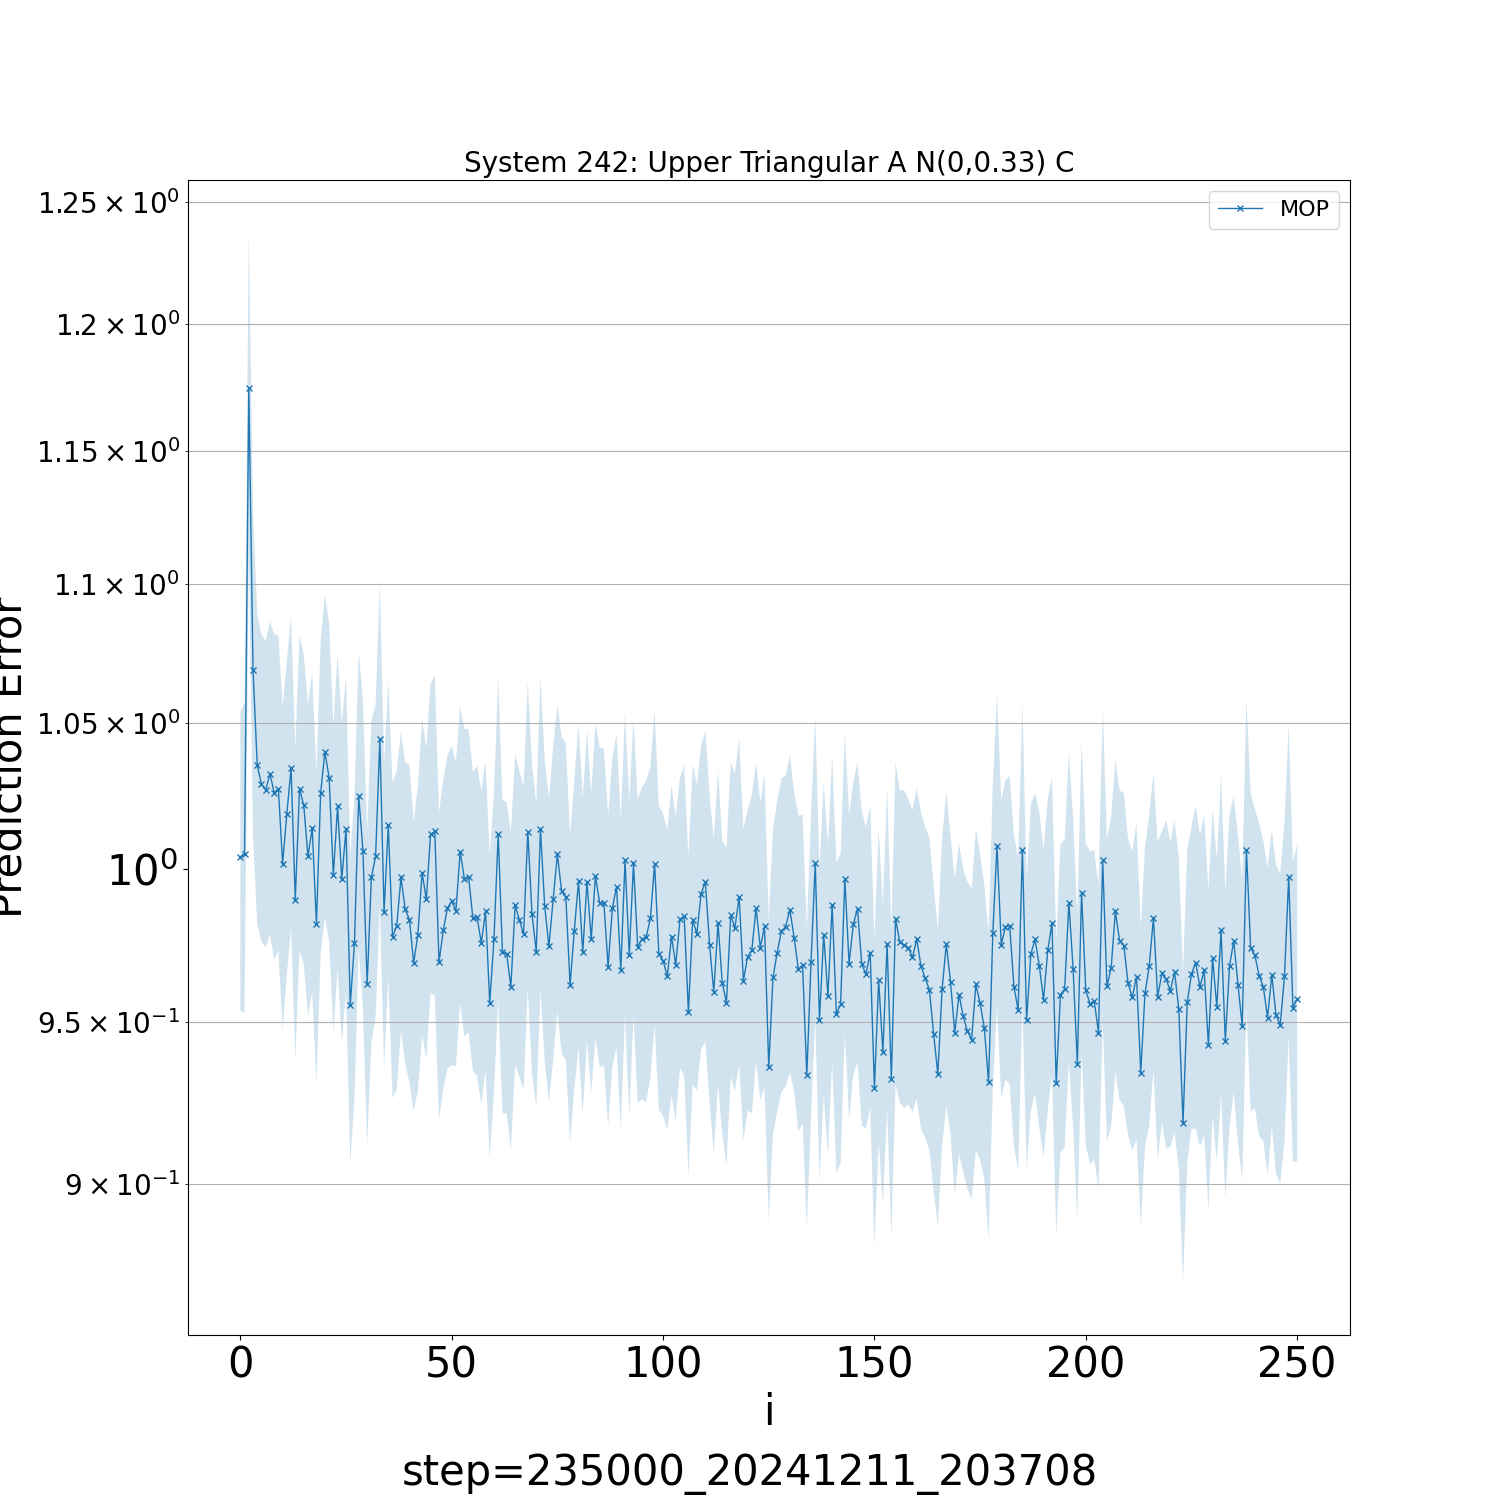 System 242: Upper Triangular A N(0,0.33) C
MOP
1.25 × 10⁰
1.2 × 10⁰
1.15 × 10⁰
1.1 × 10⁰
1.05 × 10⁰
10⁰
9.5 × 10⁻¹
9 × 10⁻¹
Prediction Error
0 50 100 150 200 250
i
step=235000_20241211_203708